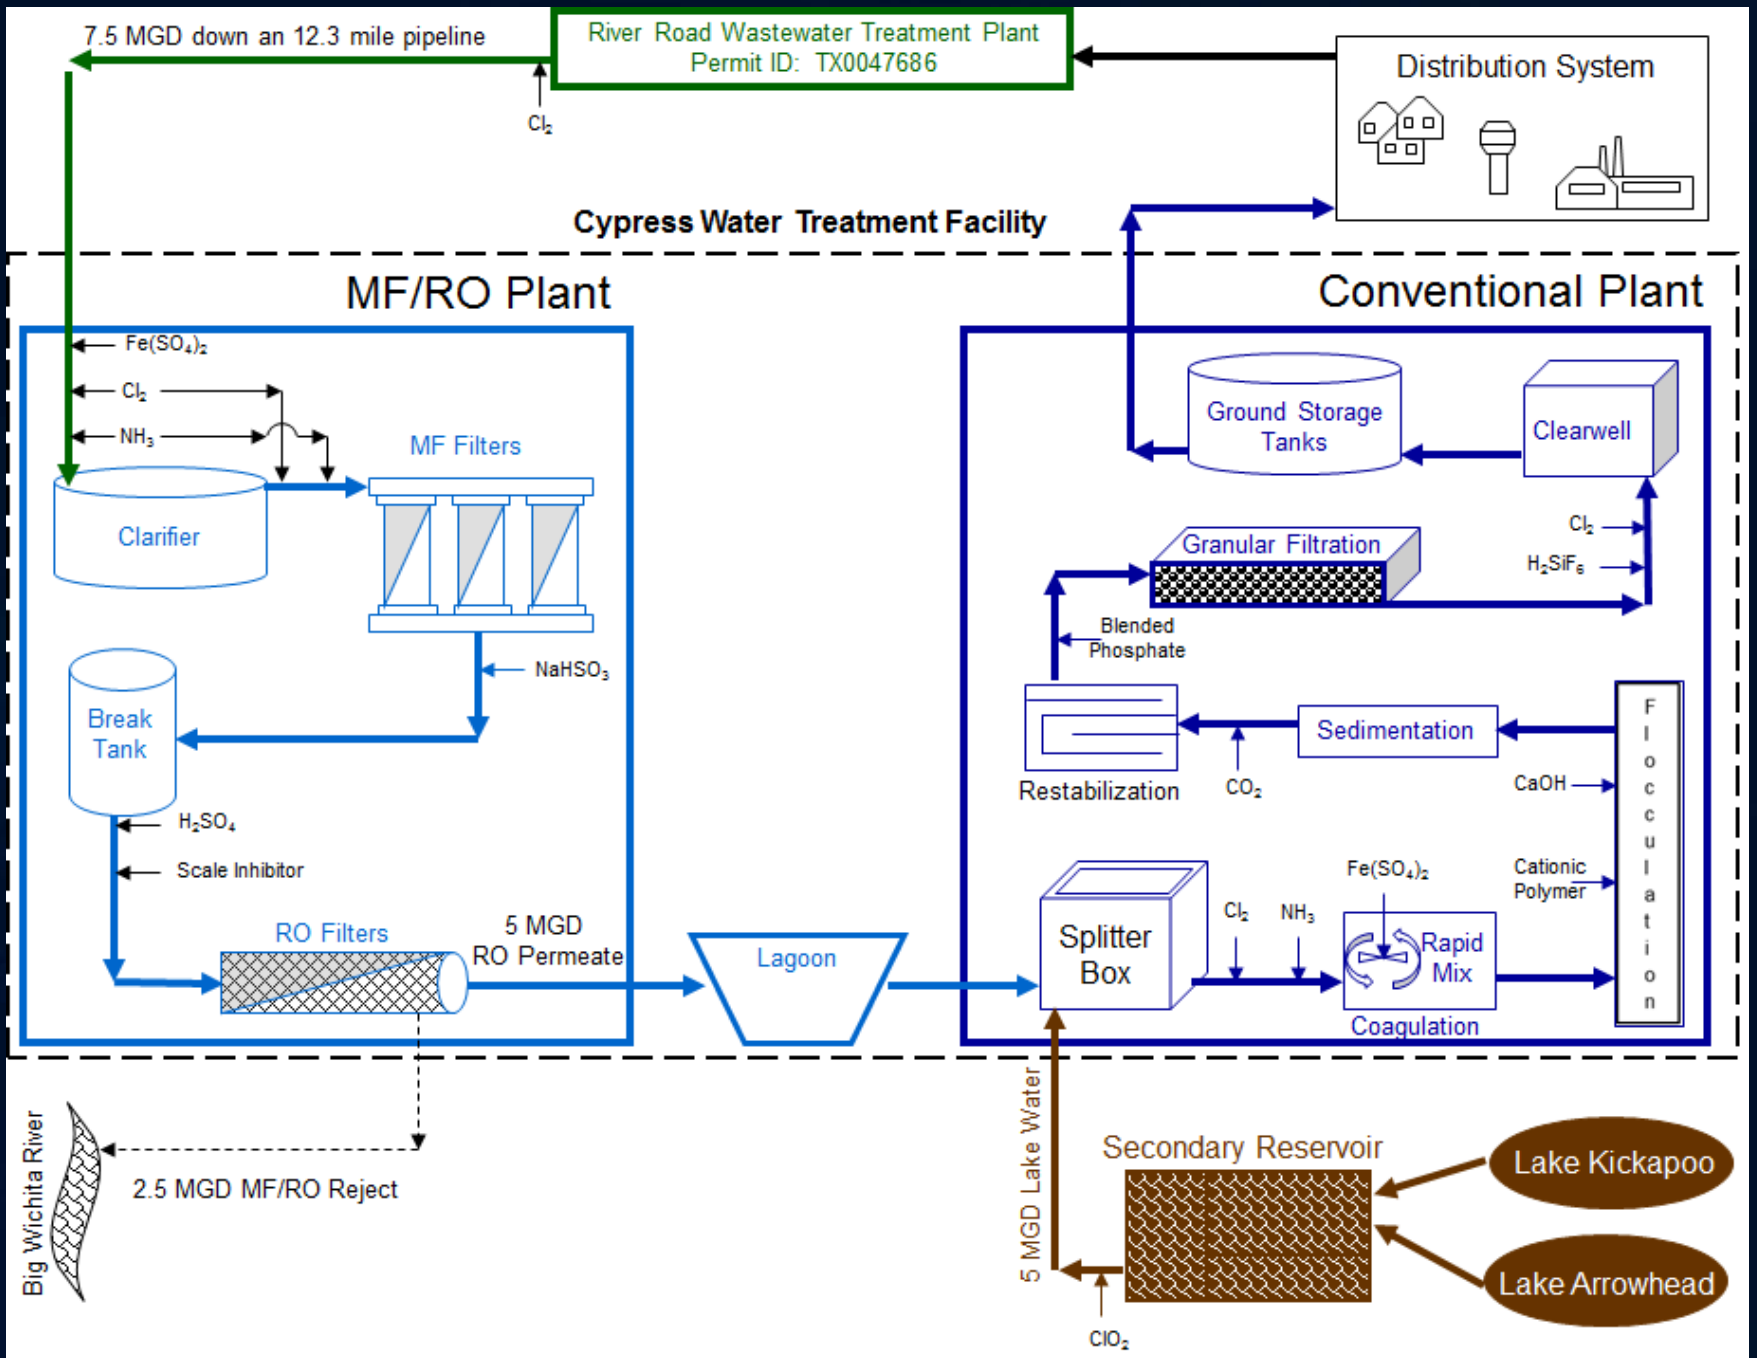 7.5 MGD down an 12.3 mile pipeline
River Road Wastewater Treatment Plant
Permit ID: TX0047686
Cl₂
Distribution System
Cypress Water Treatment Facility
MF/RO Plant
Fe(SO₄)₂
Cl₂
NH₃
MF Filters
Clarifier
NaHSO₃
Break
Tank
H₂SO₄
Scale Inhibitor
RO Filters
5 MGD
RO Permeate
Lagoon
Conventional Plant
Ground Storage
Tanks
Clearwell
Cl₂
H₂SiF₆
Granular Filtration
Blended
Phosphate
Restabilization
CO₂
Sedimentation
Flocculation
CaOH
Cationic
Polymer
Splitter
Box
Cl₂
NH₃
Fe(SO₄)₂
Rapid
Mix
Coagulation
Big Wichita River
2.5 MGD MF/RO Reject
5 MGD Lake Water
Secondary Reservoir
Lake Kickapoo
Lake Arrowhead
ClO₂